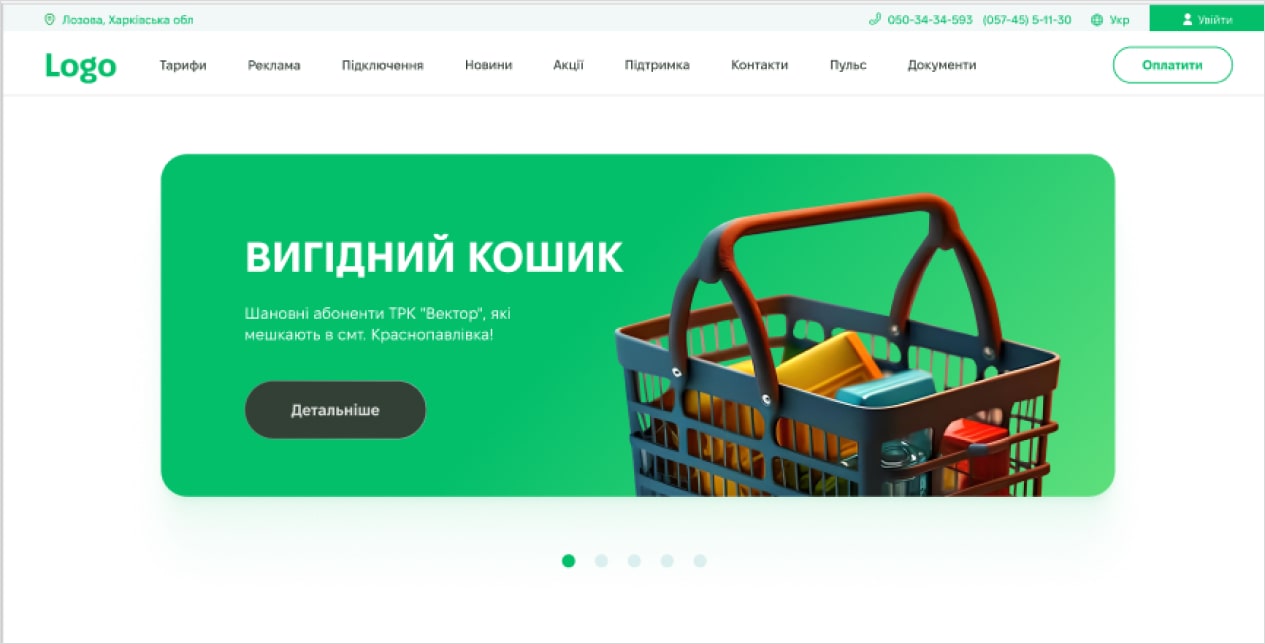 Лозова, Харківська обл
050-34-34-593 (057-45) 5-11-30 Укр Увійти
Logo Тарифи Реклама Підключення Новини Акції Підтримка Контакти Пульс Документи Оплатити
ВИГІДНИЙ КОШИК
Шановні абоненти ТРК "Вектор", які
мешкають в смт. Краснопавлівка!
Детальніше